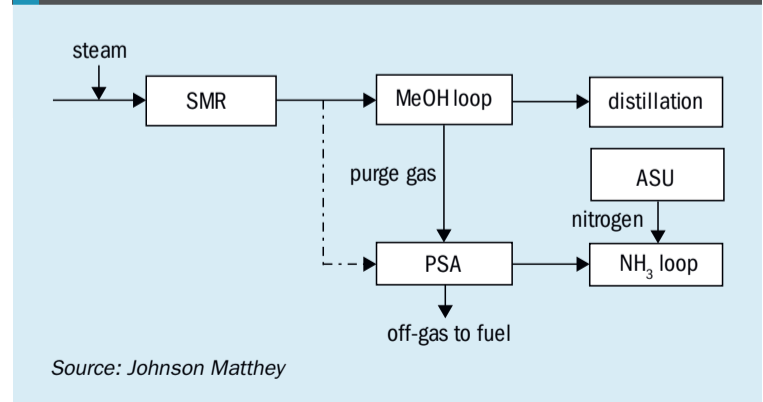 steam
SMR
MeOH loop
distillation
purge gas
ASU
nitrogen
PSA
NH₃ loop
off-gas to fuel
Source: Johnson Matthey